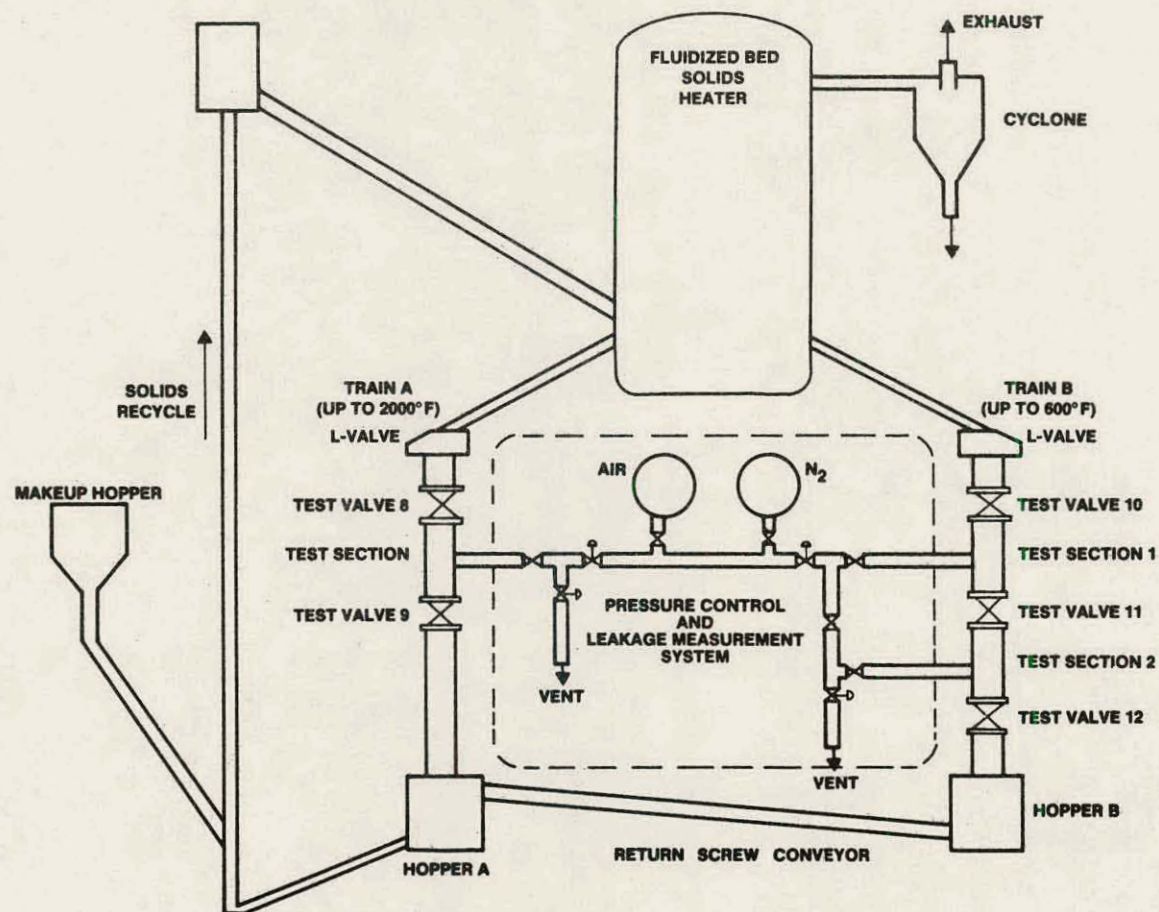 EXHAUST
FLUIDIZED BED
SOLIDS
HEATER
CYCLONE
SOLIDS
RECYCLE
TRAIN A
(UP TO 2000°F)
L-VALVE
TRAIN B
(UP TO 600°F)
L-VALVE
MAKEUP HOPPER
AIR
N2
TEST VALVE 8
TEST VALVE 10
TEST SECTION
TEST SECTION 1
TEST VALVE 9
PRESSURE CONTROL
AND
LEAKAGE MEASUREMENT
SYSTEM
TEST VALVE 11
TEST SECTION 2
VENT
TEST VALVE 12
VENT
HOPPER B
HOPPER A
RETURN SCREW CONVEYOR